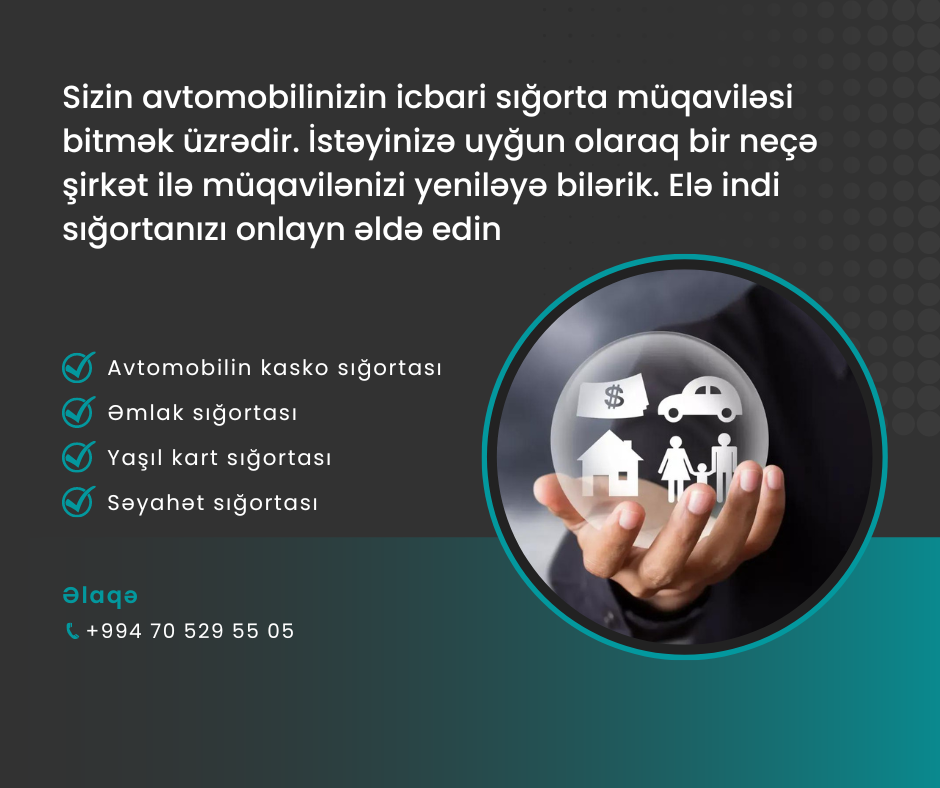 Sizin avtomobilinizin icbari sığorta müqaviləsi
bitmək üzrədir. İstəyinizə uyğun olaraq bir neçə
şirkət ilə müqavilənizi yeniləyə bilərik. Elə indi
sığortanızı onlayn əldə edin
Avtomobilin kasko sığortası
Əmlak sığortası
Yaşıl kart sığortası
Səyahət sığortası
$
Əlaqə
+994 70 529 55 05